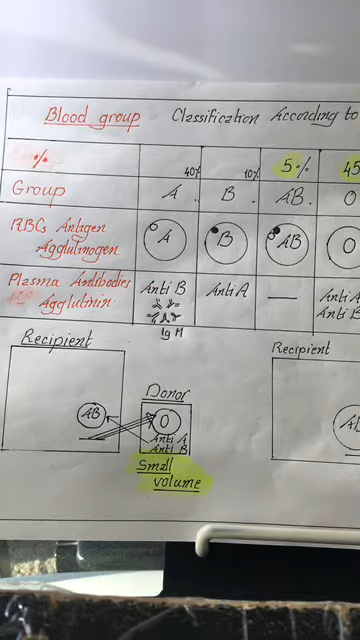 Blood group Classification According to
% 40% 10% 5% 45
Group A. B. AB. O
RBCs Antigen A B AB O
Agglutinogen
Plasma Antibodies Anti B Anti A — Anti A
Agglutinin Anti B
Ig M
Recipient Recipient
Donor
AB O AB
Anti A
Anti B
Small
volume